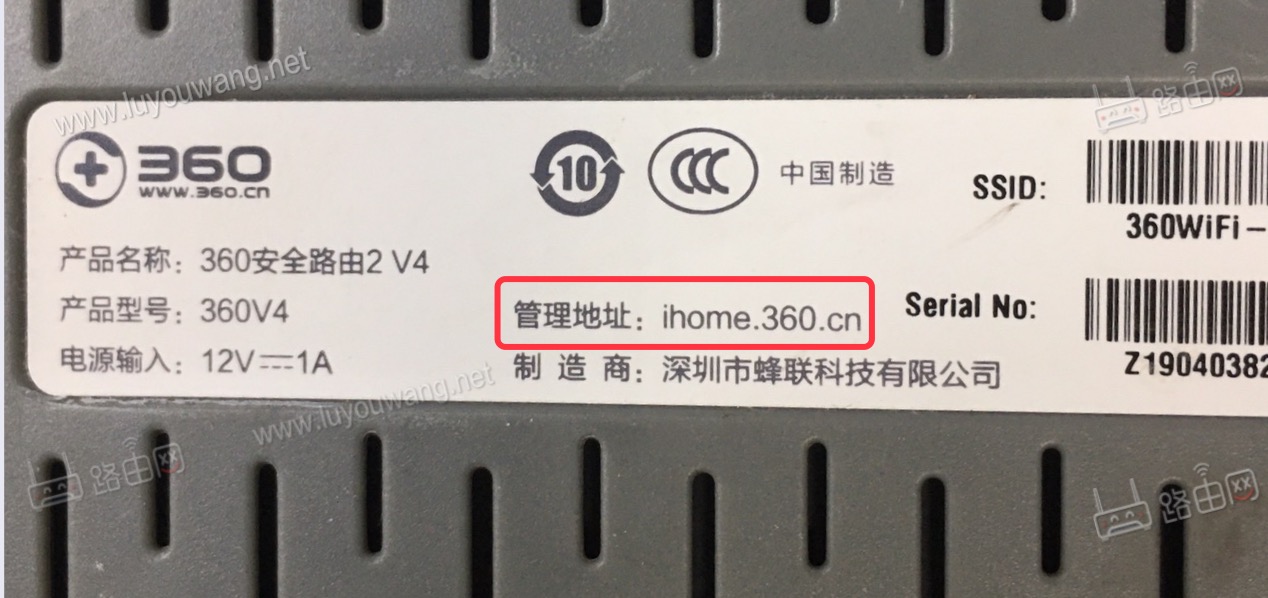 www.luyouwang.net
路由网
360
www.360.cn
10
CCC
中国制造
SSID:
360WiFi-
产品名称：360安全路由2 V4
产品型号：360V4
管理地址：ihome.360.cn
Serial No:
Z19040382
电源输入：12V⎓1A
制 造 商：深圳市蜂联科技有限公司
www.luyouwang.net
路由网
路由网